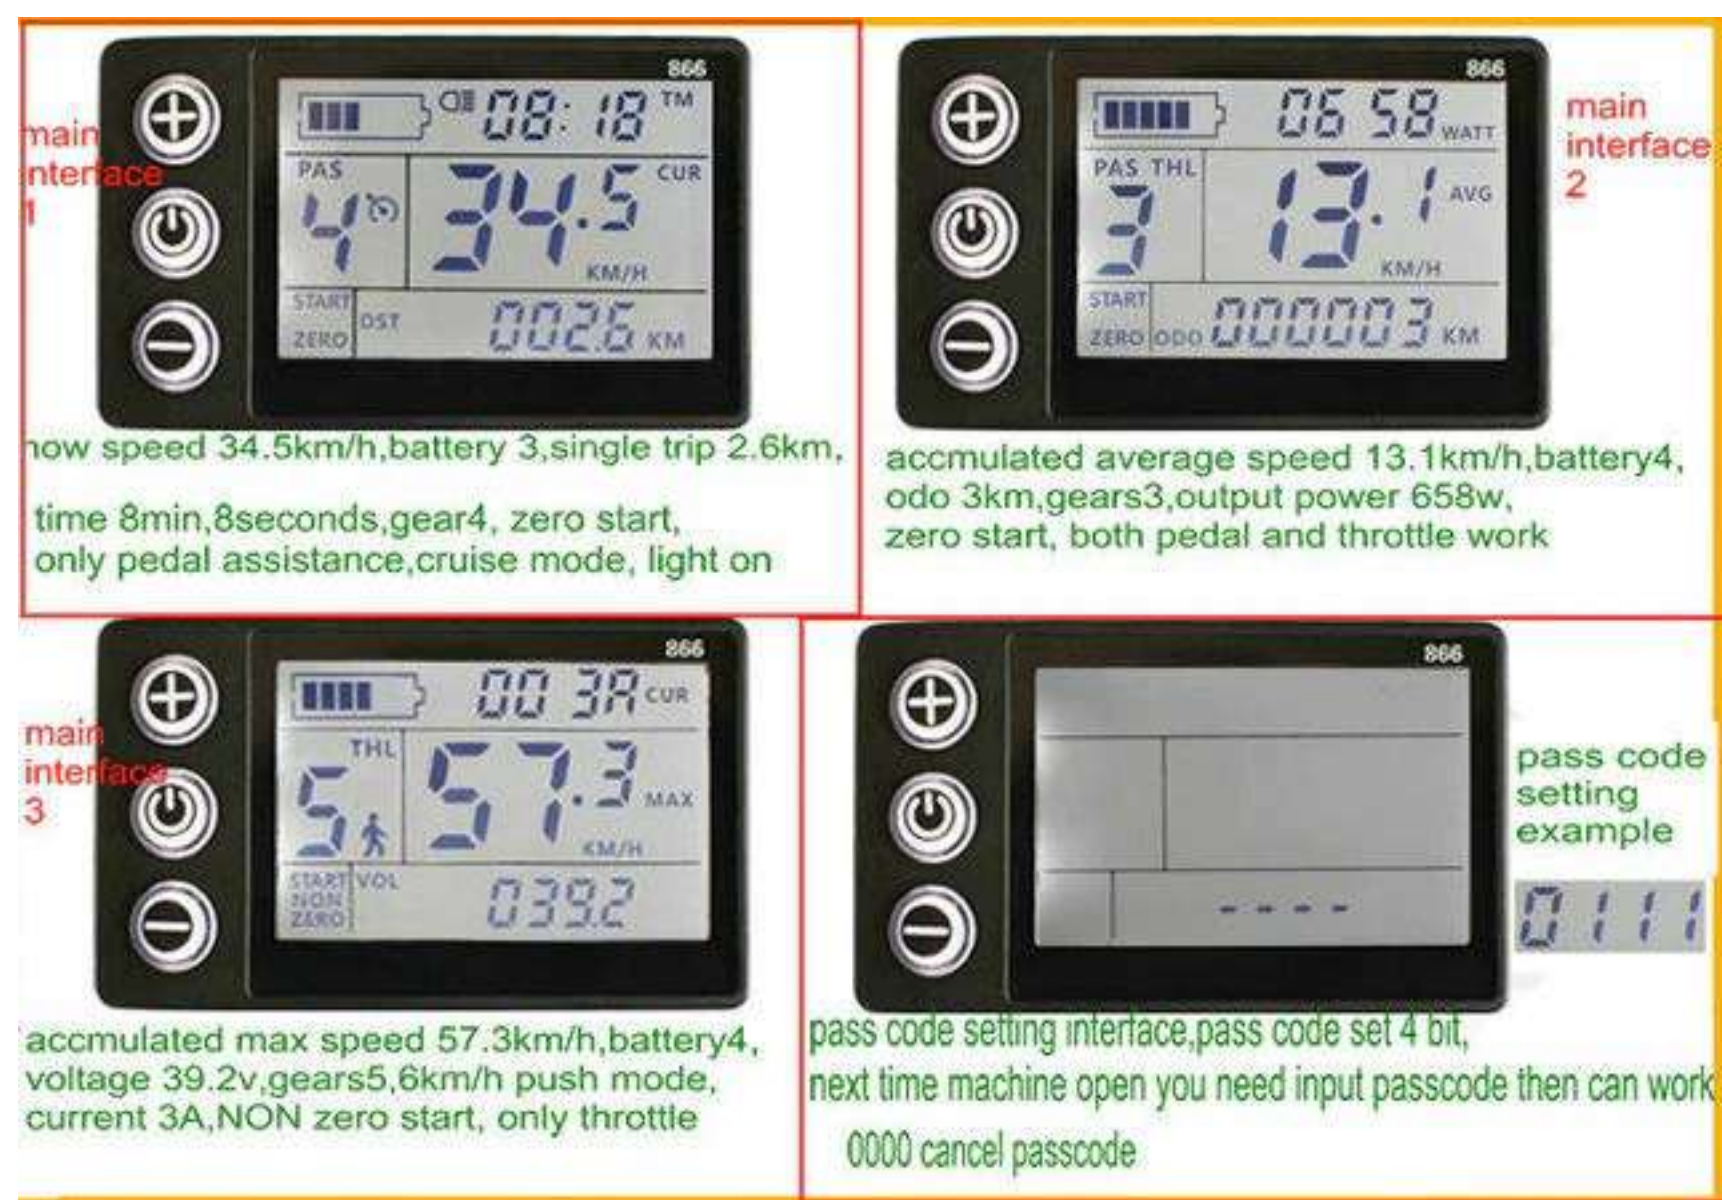 main
interface
1
866
08:18 TM
PAS
4
34.5 CUR
KM/H
START
ZERO
DST
0026 KM
now speed 34.5km/h,battery 3,single trip 2.6km,
time 8min,8seconds,gear4, zero start,
only pedal assistance,cruise mode, light on
866
0658 WATT
PAS THL
3
13.1 AVG
KM/H
START
ZERO
ODO 000003 KM
main
interface
2
accmulated average speed 13.1km/h,battery4,
odo 3km,gears3,output power 658w,
zero start, both pedal and throttle work
main
interface
3
866
00 3A CUR
THL
5
57.3 MAX
KM/H
START
NON
ZERO
VOL
039.2
accmulated max speed 57.3km/h,battery4,
voltage 39.2v,gears5,6km/h push mode,
current 3A,NON zero start, only throttle
866
----
pass code
setting
example
0111
pass code setting interface,pass code set 4 bit,
next time machine open you need input passcode then can work
0000 cancel passcode